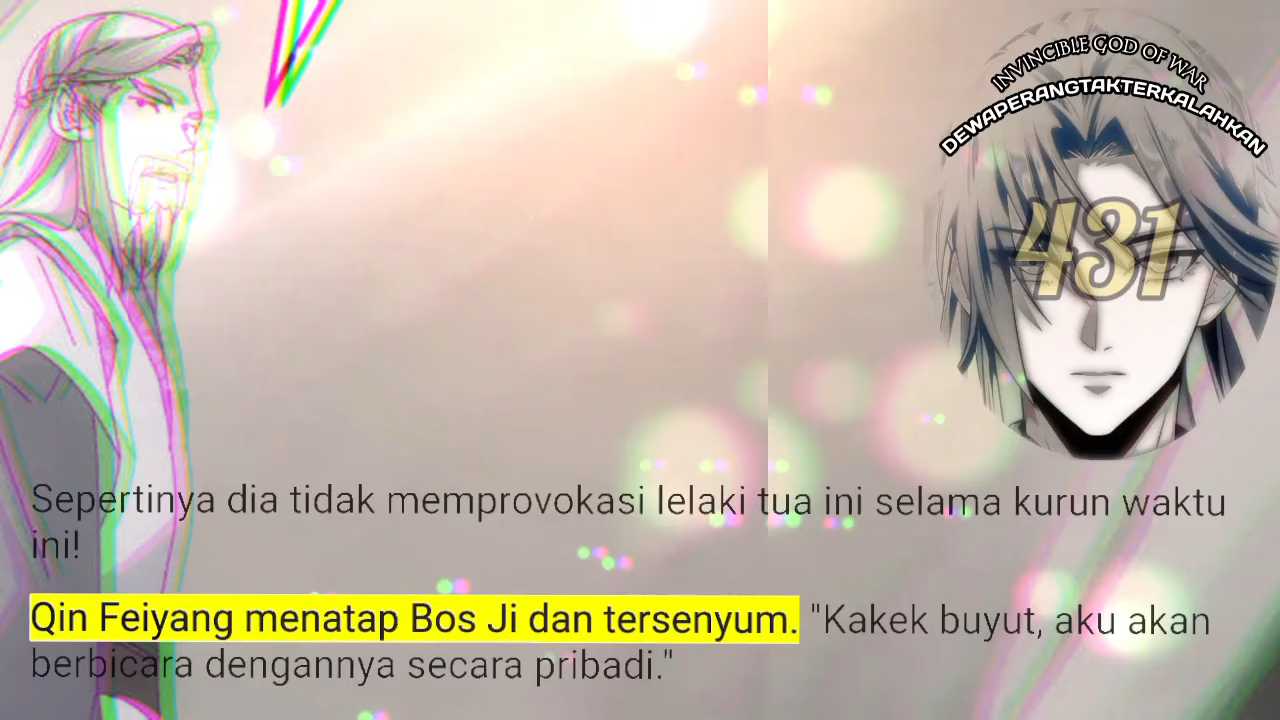 INVINCIBLE GOD OF WAR
DEWAPERANGTAKTERKALAHKAN
431
Sepertinya dia tidak memprovokasi lelaki tua ini selama kurun waktu
ini!
Qin Feiyang menatap Bos Ji dan tersenyum. "Kakek buyut, aku akan
berbicara dengannya secara pribadi."